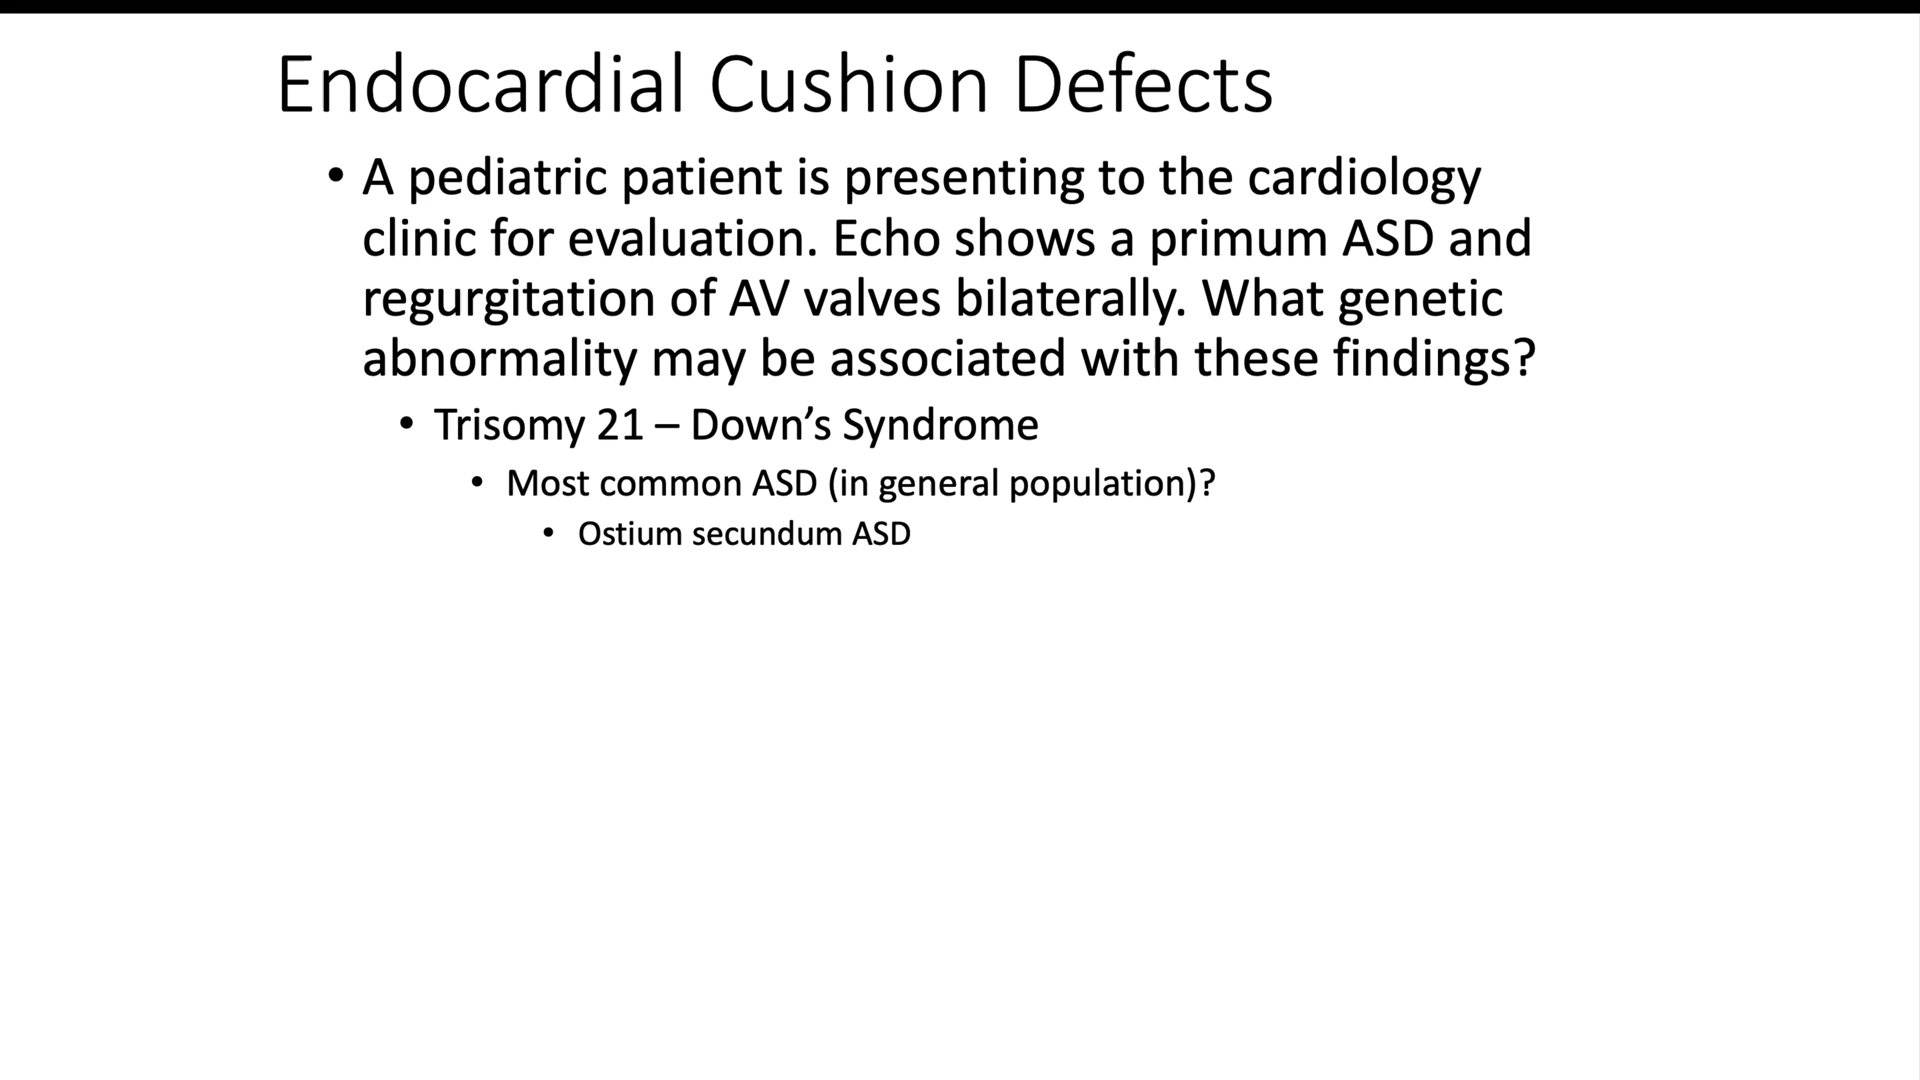 Endocardial Cushion Defects
• A pediatric patient is presenting to the cardiology
clinic for evaluation. Echo shows a primum ASD and
regurgitation of AV valves bilaterally. What genetic
abnormality may be associated with these findings?
• Trisomy 21 – Down’s Syndrome
• Most common ASD (in general population)?
• Ostium secundum ASD